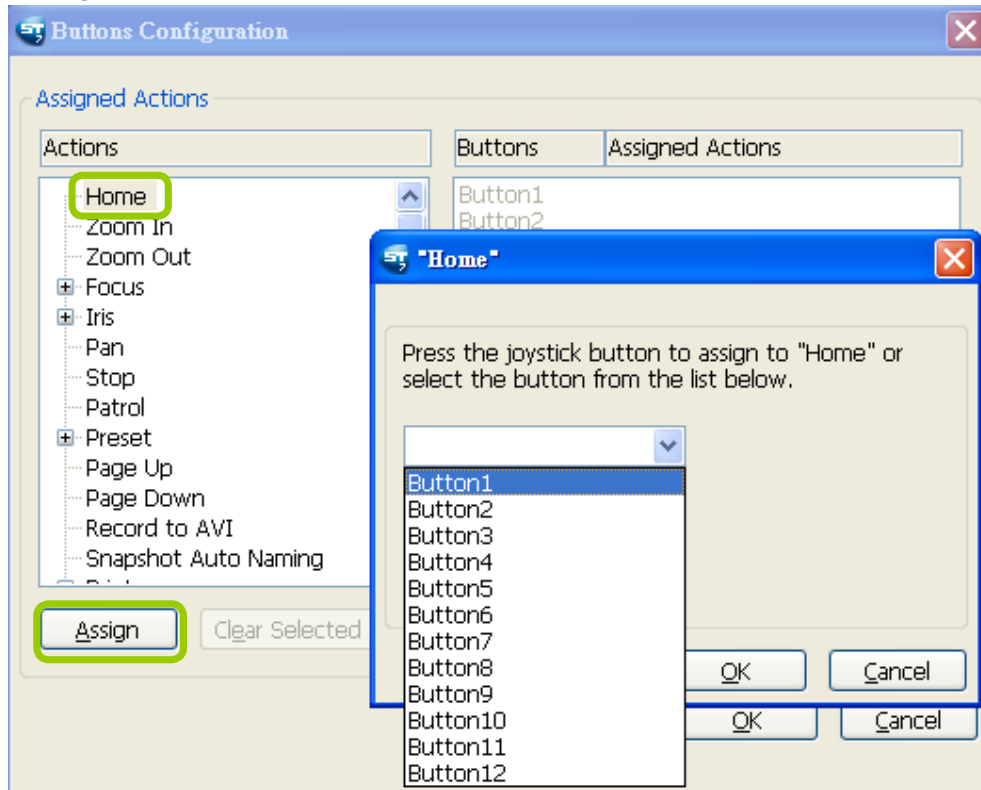 Buttons Configuration
Assigned Actions
Actions
Buttons
Assigned Actions
Home
Zoom In
Zoom Out
Focus
Iris
Pan
Stop
Patrol
Preset
Page Up
Page Down
Record to AVI
Snapshot Auto Naming
Button1
Button2
Assign
Clear Selected
"Home"
Press the joystick button to assign to "Home" or
select the button from the list below.
Button1
Button2
Button3
Button4
Button5
Button6
Button7
Button8
Button9
Button10
Button11
Button12
OK
Cancel
OK
Cancel